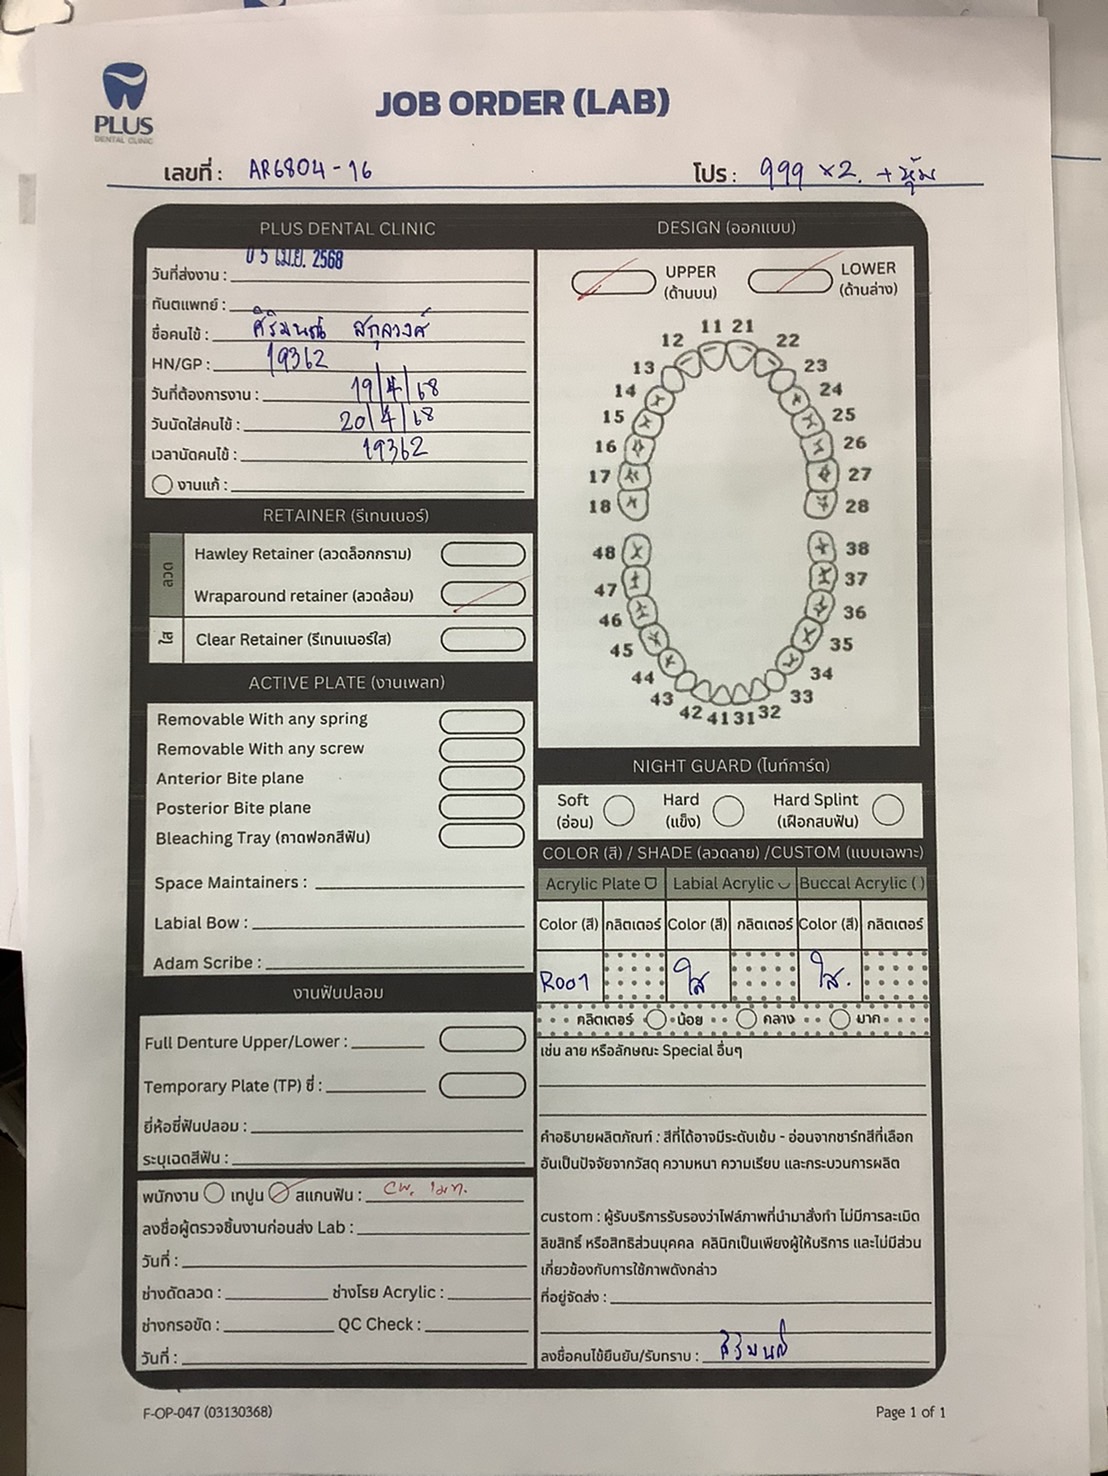 PLUS
DENTAL CLINIC
JOB ORDER (LAB)
เลขที่ : AR6804-16
โปร : 999 x2. +หุ้ม
PLUS DENTAL CLINIC
วันที่ส่งงาน : 05 เม.ย. 2568
ทันตแพทย์ :
ชื่อคนไข้ : ศิริมนณ์ สกุลวงศ์
HN/GP : 19362
วันที่ต้องการงาน : 19/4/68
วันนัดใส่คนไข้ : 20/4/68
เวลานัดคนไข้ : 19362
งานแก้ :
RETAINER (รีเทนเนอร์)
ลวด
Hawley Retainer (ลวดล็อกกราม)
Wraparound retainer (ลวดล้อม)
ใส
Clear Retainer (รีเทนเนอร์ใส)
ACTIVE PLATE (งานเพลท)
Removable With any spring
Removable With any screw
Anterior Bite plane
Posterior Bite plane
Bleaching Tray (ถาดฟอกสีฟัน)
Space Maintainers :
Labial Bow :
Adam Scribe :
งานฟันปลอม
Full Denture Upper/Lower :
Temporary Plate (TP) ซี่ :
ยี่ห้อซี่ฟันปลอม :
ระบุเฉดสีฟัน :
พนักงาน เทปูน สแกนฟัน :
ลงชื่อผู้ตรวจชิ้นงานก่อนส่ง Lab :
วันที่ :
ช่างดัดลวด : ช่างโรย Acrylic :
ช่างกรอขัด : QC Check :
วันที่ :
DESIGN (ออกแบบ)
UPPER
(ด้านบน)
LOWER
(ด้านล่าง)
11 21
12 22
13 23
14 24
15 25
16 26
17 27
18 28
48 38
47 37
46 36
45 35
44 34
43 33
42 41 31 32
NIGHT GUARD (ไนท์การ์ด)
Soft
(อ่อน)
Hard
(แข็ง)
Hard Splint
(เฝือกสบฟัน)
COLOR (สี) / SHADE (ลวดลาย) /CUSTOM (แบบเฉพาะ)
Acrylic Plate Labial Acrylic Buccal Acrylic ( )
Color (สี) กลิตเตอร์ Color (สี) กลิตเตอร์ Color (สี) กลิตเตอร์
R001 ใส ใส.
กลิตเตอร์ น้อย กลาง มาก
เช่น ลาย หรือลักษณะ Special อื่นๆ
คำอธิบายผลิตภัณฑ์ : สีที่ได้อาจมีระดับเข้ม - อ่อนจากชาร์ทสีที่เลือก
อันเป็นปัจจัยจากวัสดุ ความหนา ความเรียบ และกระบวนการผลิต
custom : ผู้รับบริการรับรองว่าไฟล์ภาพที่นำมาสั่งทำ ไม่มีการละเมิด
ลิขสิทธิ์ หรือสิทธิส่วนบุคคล คลินิกเป็นเพียงผู้ให้บริการ และไม่มีส่วน
เกี่ยวข้องกับการใช้ภาพดังกล่าว
ที่อยู่จัดส่ง :
ลงชื่อคนไข้ยืนยัน/รับทราบ : ศิริมนณ์
F-OP-047 (03130368)
Page 1 of 1